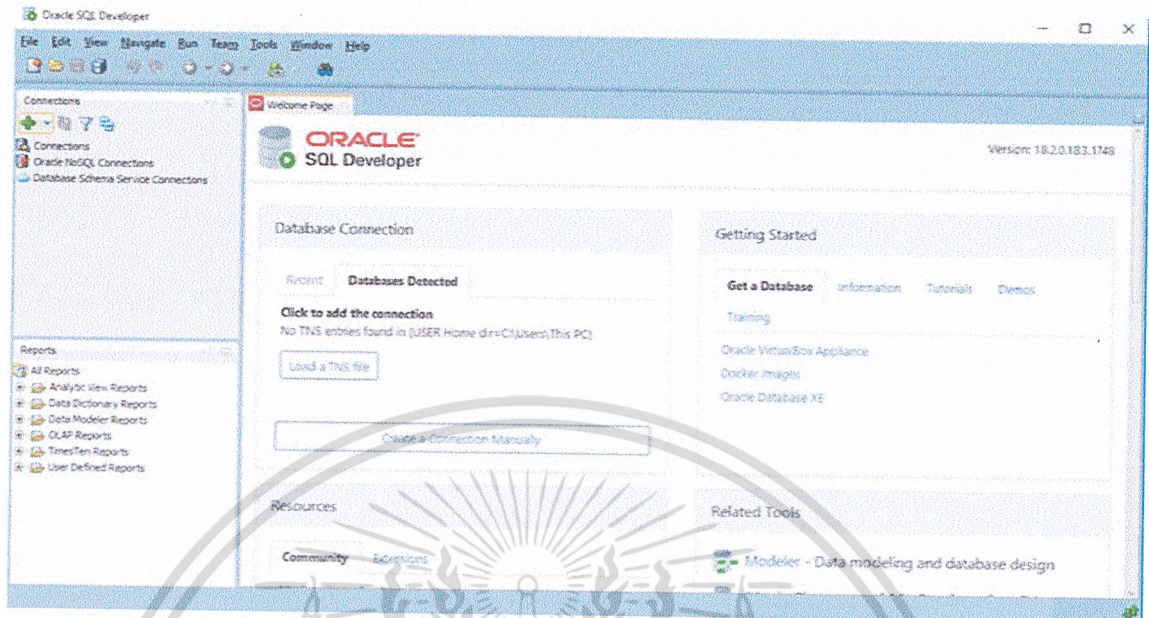 Oracle SQL Developer
File Edit View Navigate Run Team Tools Window Help
Connections
Connections
Oracle NoSQL Connections
Database Schema Service Connections
Reports
All Reports
Analytic View Reports
Data Dictionary Reports
Data Modeler Reports
OLAP Reports
TimesTen Reports
User Defined Reports
Welcome Page
ORACLE
SQL Developer
Version: 18.2.0.183.1748
Database Connection
Recent Databases Detected
Click to add the connection
No TNS entries found in (USER Home dir=C:\Users\This PC)
Load a TNS file
Create a Connection Manually
Getting Started
Get a Database Information Tutorials Demos
Training
Oracle VirtualBox Appliance
Docker Images
Oracle Database XE
Resources
Community Extensions
Related Tools
Modeler - Data modeling and database design